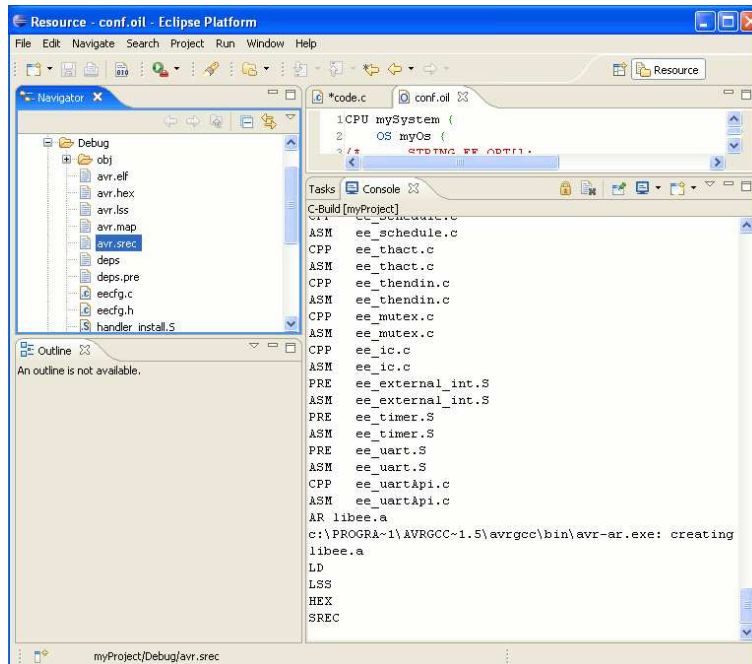 Resource - conf.oil - Eclipse Platform
File Edit Navigate Search Project Run Window Help
Resource
Navigator
Debug
obj
avr.elf
avr.hex
avr.lss
avr.map
avr.srec
deps
deps.pre
eecfg.c
eecfg.h
handler_install.S
Outline
An outline is not available.
*code.c conf.oil
1CPU mySystem {
2 OS myOs {
3/* STRING EE_OPT[];
Tasks Console
C-Build [myProject]
CPP ee_schedule.c
ASM ee_schedule.c
CPP ee_thact.c
ASM ee_thact.c
CPP ee_thendin.c
ASM ee_thendin.c
CPP ee_mutex.c
ASM ee_mutex.c
CPP ee_ic.c
ASM ee_ic.c
PRE ee_external_int.S
ASM ee_external_int.S
PRE ee_timer.S
ASM ee_timer.S
PRE ee_uart.S
ASM ee_uart.S
CPP ee_uartApi.c
ASM ee_uartApi.c
AR libee.a
c:\PROGRA~1\AVRGCC~1.5\avrgcc\bin\avr-ar.exe: creating
libee.a
LD
LSS
HEX
SREC
myProject/Debug/avr.srec